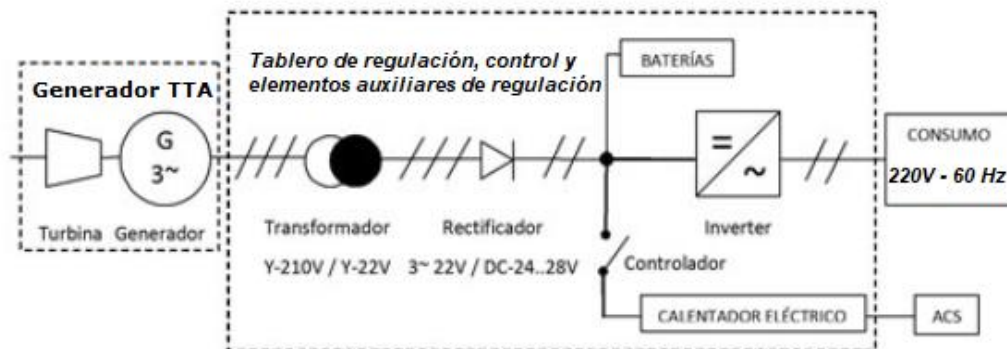 Generador TTA
G
3~
Turbina Generador
Tablero de regulación, control y
elementos auxiliares de regulación
Transformador
Y-210V / Y-22V
Rectificador
3~ 22V / DC-24..28V
BATERÍAS
=
~
Inverter
Controlador
CALENTADOR ELÉCTRICO
ACS
CONSUMO
220V - 60 Hz